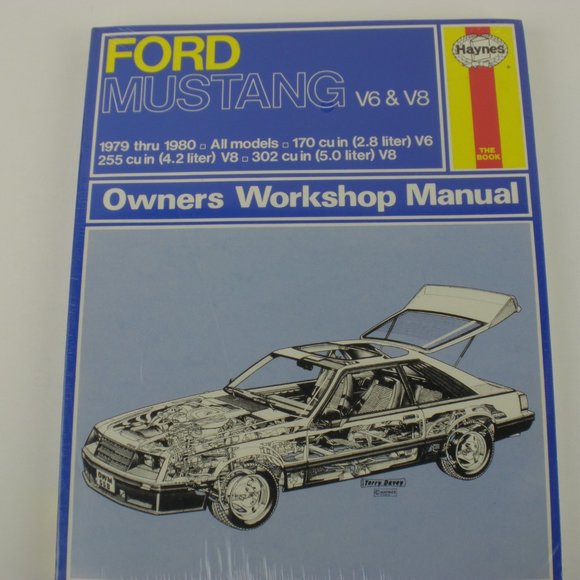 FORD
MUSTANG V6 & V8
Haynes
1979 thru 1980 □ All models □ 170 cu in (2.8 liter) V6
255 cu in (4.2 liter) V8 □ 302 cu in (5.0 liter) V8
THE
BOOK
Owners Workshop Manual
Terry Davey